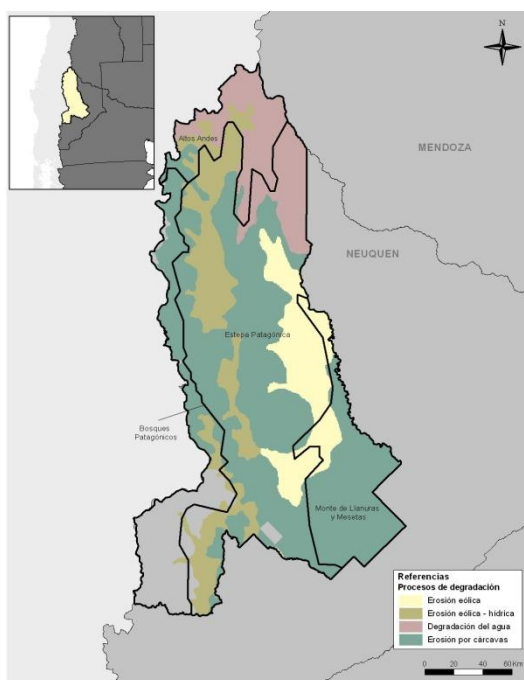 MENDOZA
NEUQUEN
Altos Andes
Estepa Patagónica
Bosques
Patagónicos
Monte de Llanuras
y Mesetas
Referencias
Procesos de degradación
Erosión eólica
Erosión eólica - hídrica
Degradación del agua
Erosión por cárcavas
0 20 40 60 Km
N